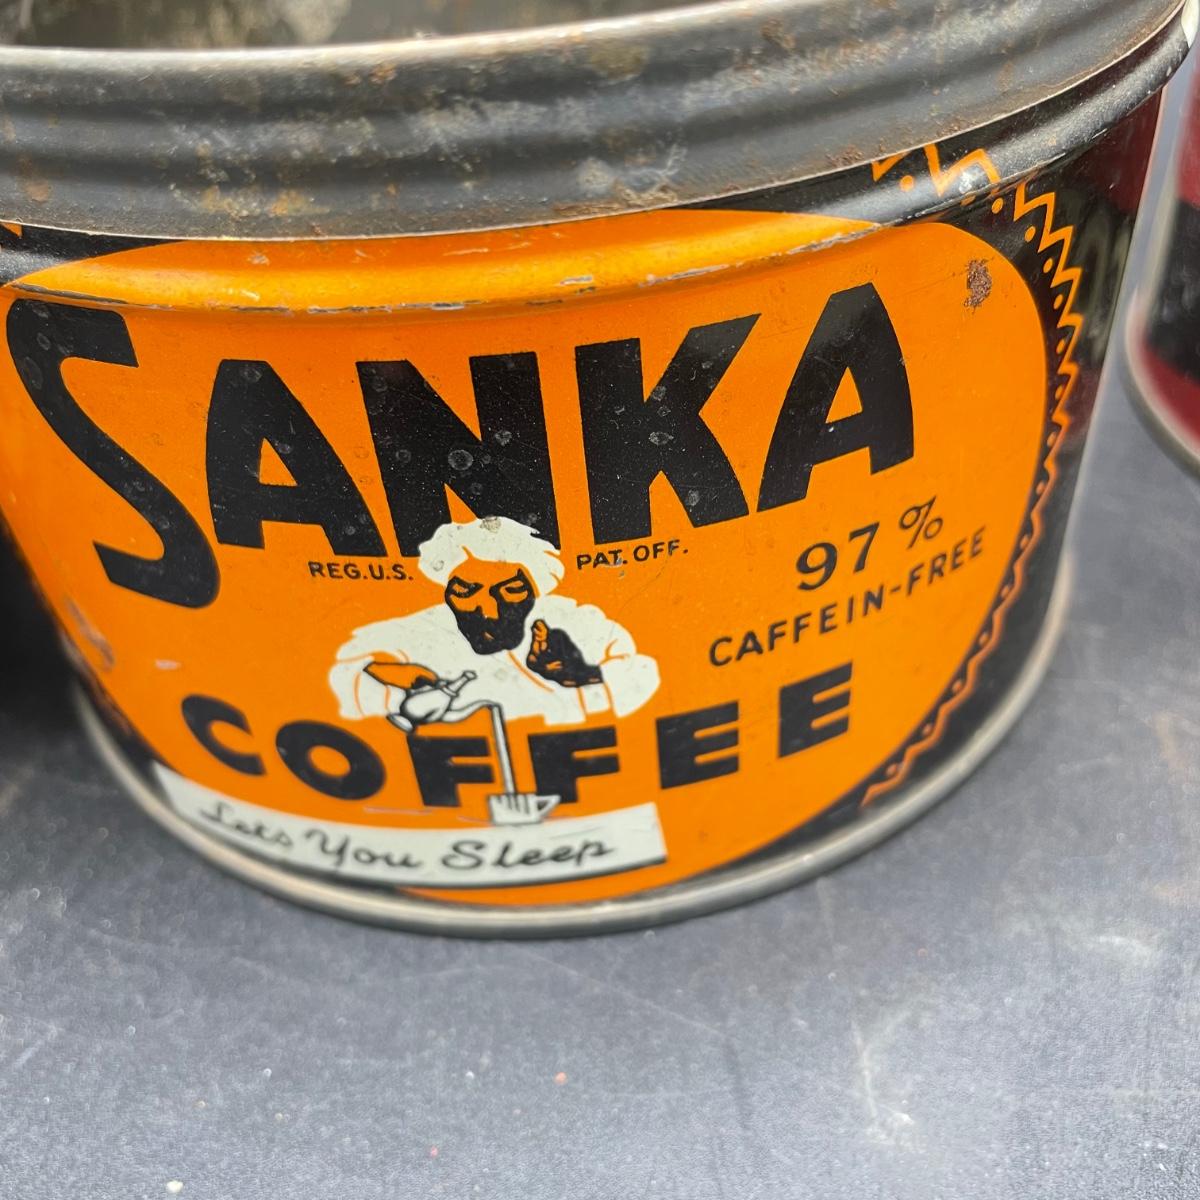 SANKA
REG.U.S. PAT. OFF.
97%
CAFFEIN-FREE
COFFEE
Lets You Sleep